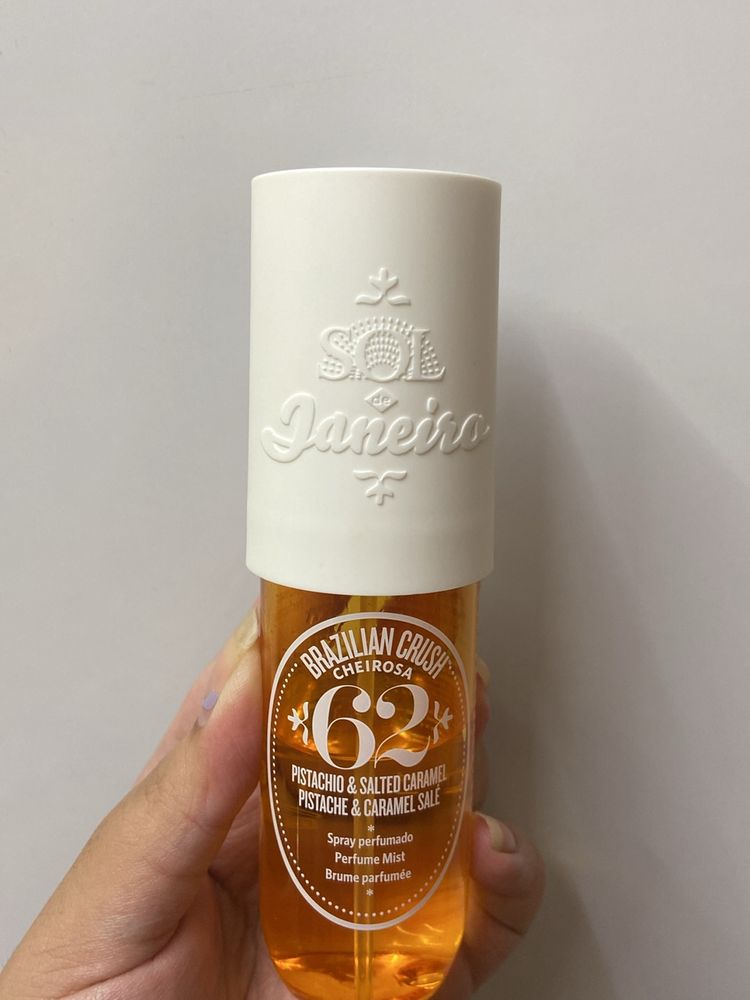 SOL
de
Janeiro
BRAZILIAN CRUSH
CHEIROSA
62
PISTACHIO & SALTED CARAMEL
PISTACHE & CARAMEL SALÉ
Spray perfumado
Perfume Mist
Brume parfumée